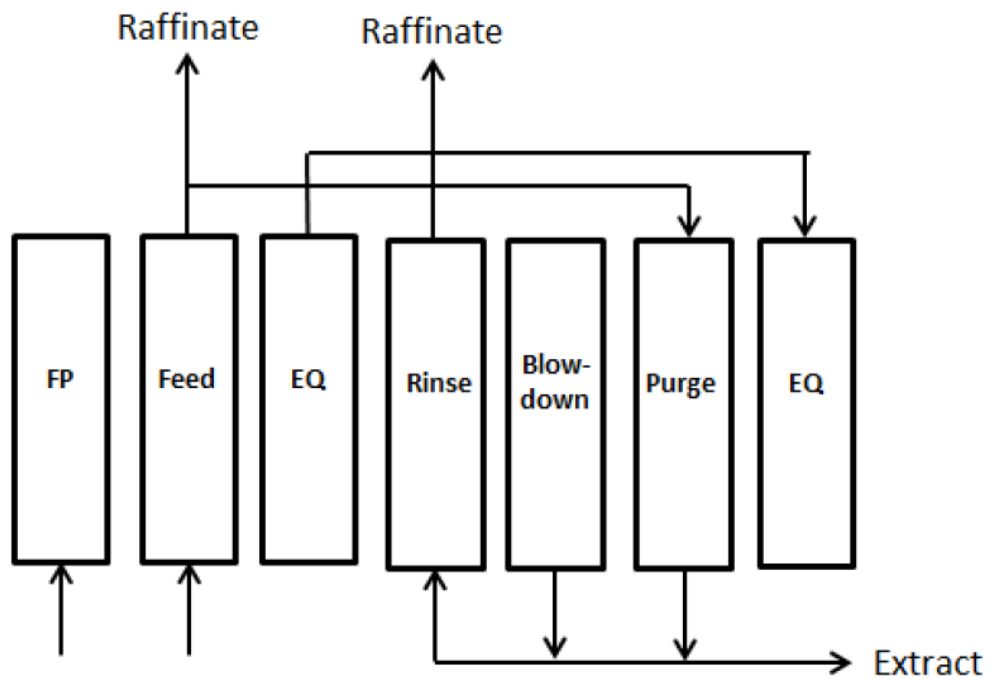 Raffinate
Raffinate
FP
Feed
EQ
Rinse
Blow-
down
Purge
EQ
Extract